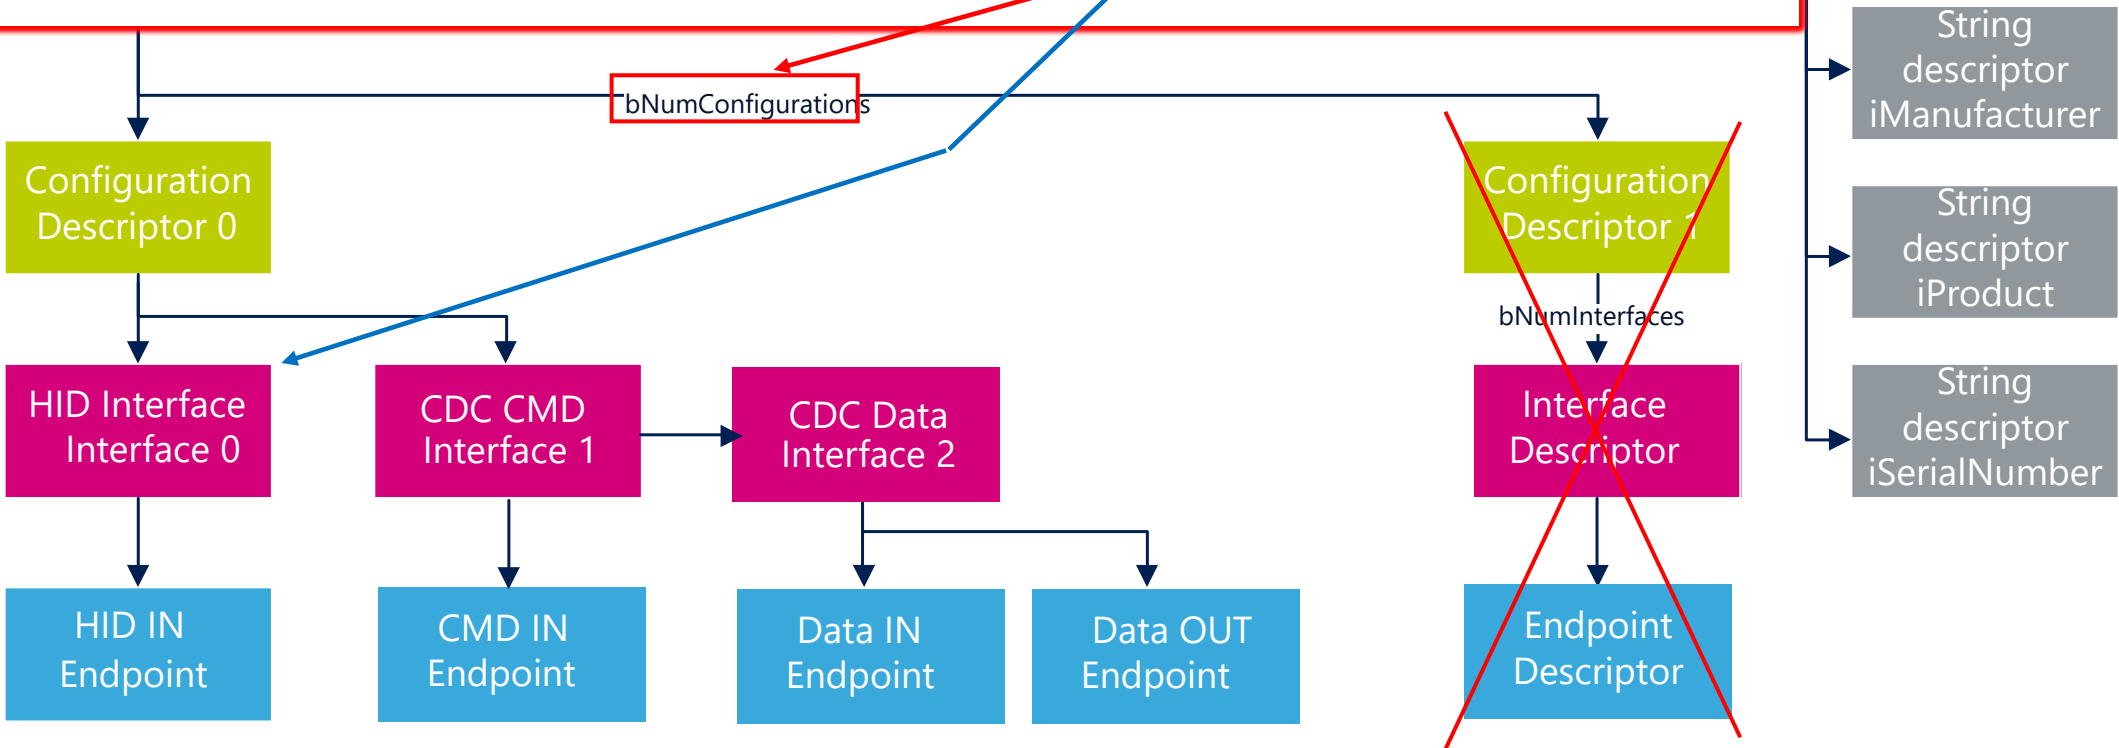 bNumConfigurations
Configuration
Descriptor 0
Configuration
Descriptor 1
bNumInterfaces
HID Interface
Interface 0
CDC CMD
Interface 1
CDC Data
Interface 2
Interface
Descriptor
HID IN
Endpoint
CMD IN
Endpoint
Data IN
Endpoint
Data OUT
Endpoint
Endpoint
Descriptor
String
descriptor
iManufacturer
String
descriptor
iProduct
String
descriptor
iSerialNumber